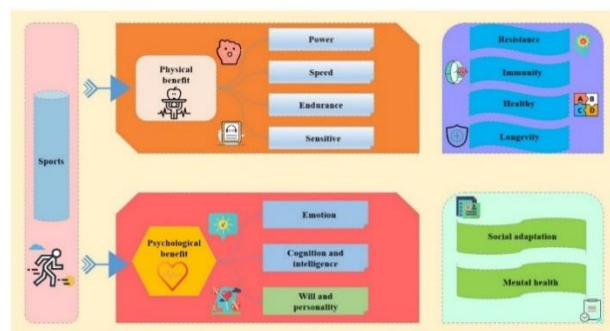 Sports
Physical
benefit
Power
Speed
Endurance
Sensitive
Resistance
Immunity
Healthy
Longevity
A B
C D
Psychological
benefit
Emotion
Cognition and
intelligence
Will and
personality
Social adaptation
Mental health